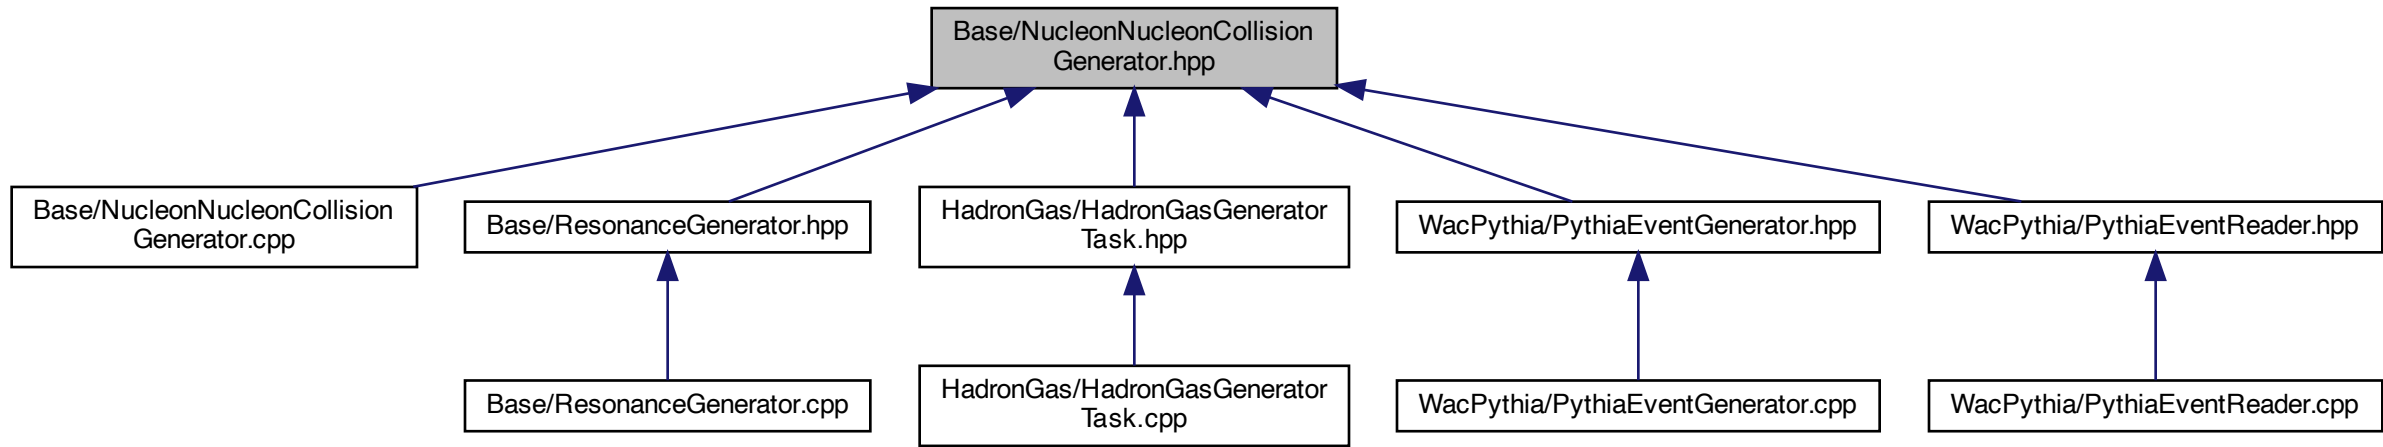 Base/NucleonNucleonCollision
Generator.hpp
Base/NucleonNucleonCollision
Generator.cpp
Base/ResonanceGenerator.hpp
HadronGas/HadronGasGenerator
Task.hpp
WacPythia/PythiaEventGenerator.hpp
WacPythia/PythiaEventReader.hpp
Base/ResonanceGenerator.cpp
HadronGas/HadronGasGenerator
Task.cpp
WacPythia/PythiaEventGenerator.cpp
WacPythia/PythiaEventReader.cpp